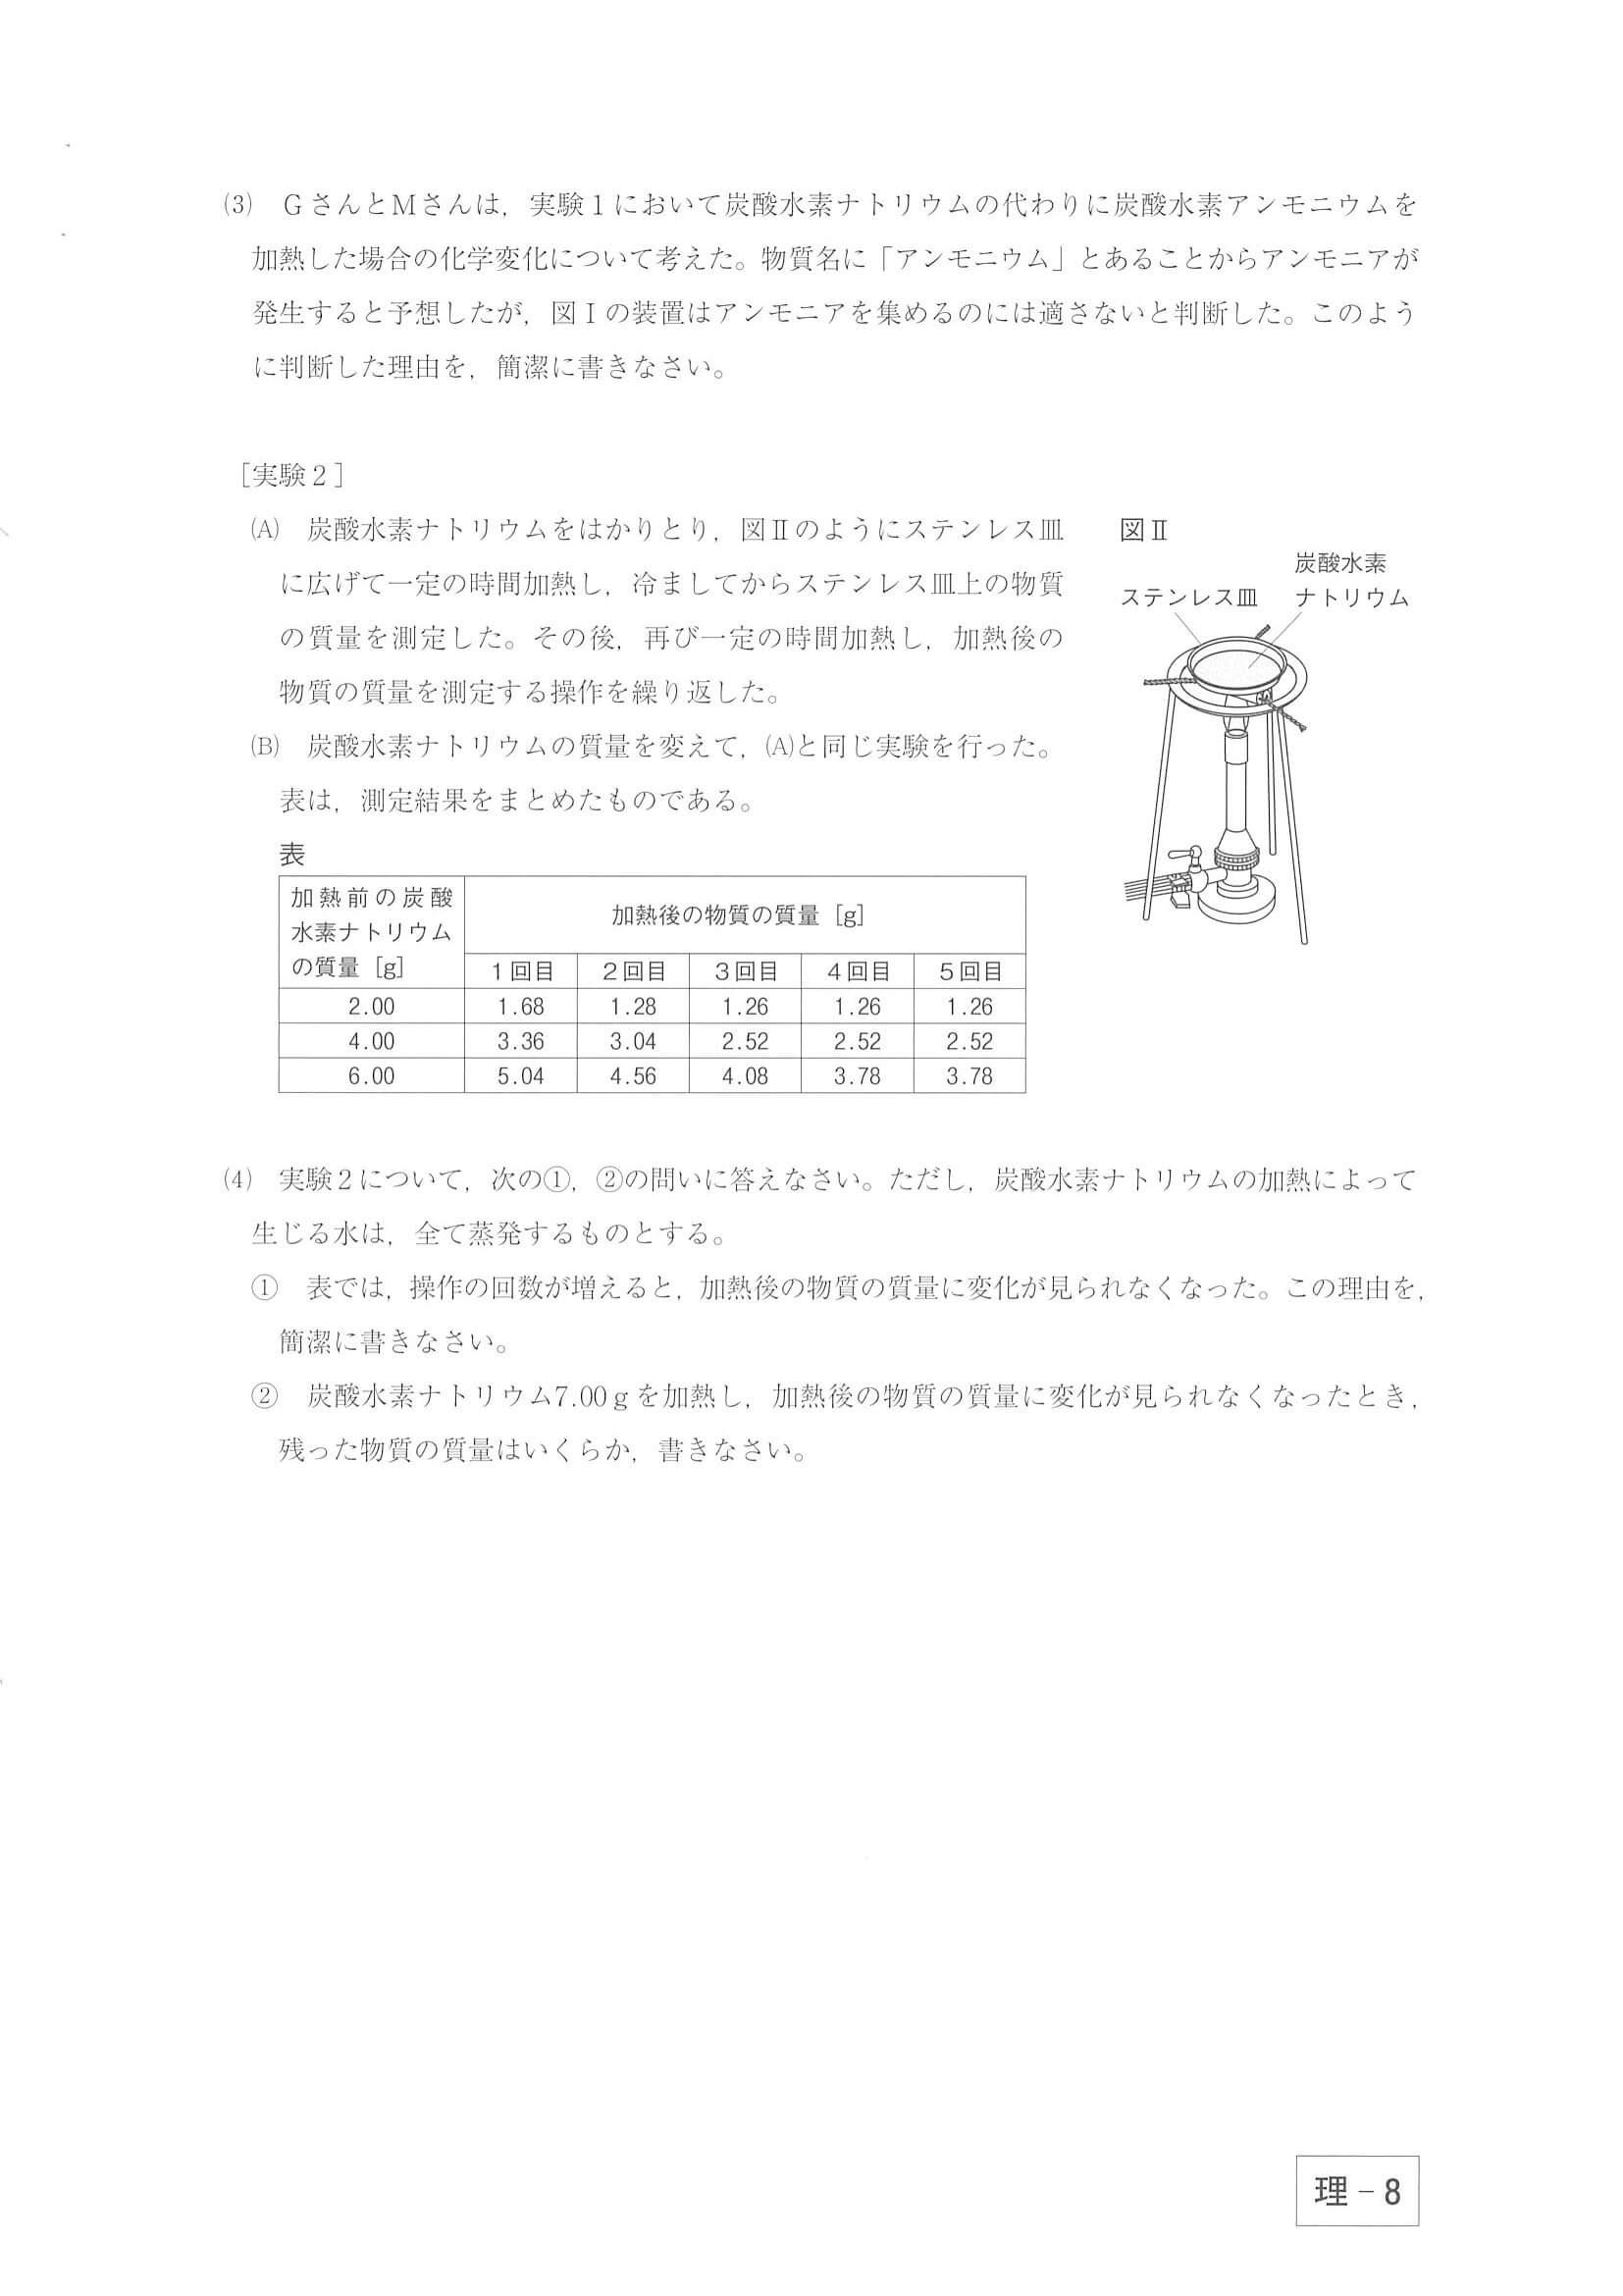 ⑶　ＧさんとＭさんは，実験１において炭酸水素ナトリウムの代わりに炭酸水素アンモニウムを
加熱した場合の化学変化について考えた。物質名に「アンモニウム」とあることからアンモニアが
発生すると予想したが，図Ⅰの装置はアンモニアを集めるのには適さないと判断した。このよう
に判断した理由を，簡潔に書きなさい。
［実験２］
(A)　炭酸水素ナトリウムをはかりとり，図Ⅱのようにステンレス皿
に広げて一定の時間加熱し，冷ましてからステンレス皿上の物質
の質量を測定した。その後，再び一定の時間加熱し，加熱後の
物質の質量を測定する操作を繰り返した。
(B)　炭酸水素ナトリウムの質量を変えて，(A)と同じ実験を行った。
表は，測定結果をまとめたものである。
図Ⅱ
炭酸水素
ステンレス皿　ナトリウム
表
加熱前の炭酸
水素ナトリウム
の質量［g］
加熱後の物質の質量［g］
１回目　２回目　３回目　４回目　５回目
2.00　1.68　1.28　1.26　1.26　1.26
4.00　3.36　3.04　2.52　2.52　2.52
6.00　5.04　4.56　4.08　3.78　3.78
⑷　実験２について，次の①，②の問いに答えなさい。ただし，炭酸水素ナトリウムの加熱によって
生じる水は，全て蒸発するものとする。
①　表では，操作の回数が増えると，加熱後の物質の質量に変化が見られなくなった。この理由を，
簡潔に書きなさい。
②　炭酸水素ナトリウム7.00ｇを加熱し，加熱後の物質の質量に変化が見られなくなったとき，
残った物質の質量はいくらか，書きなさい。
理－8